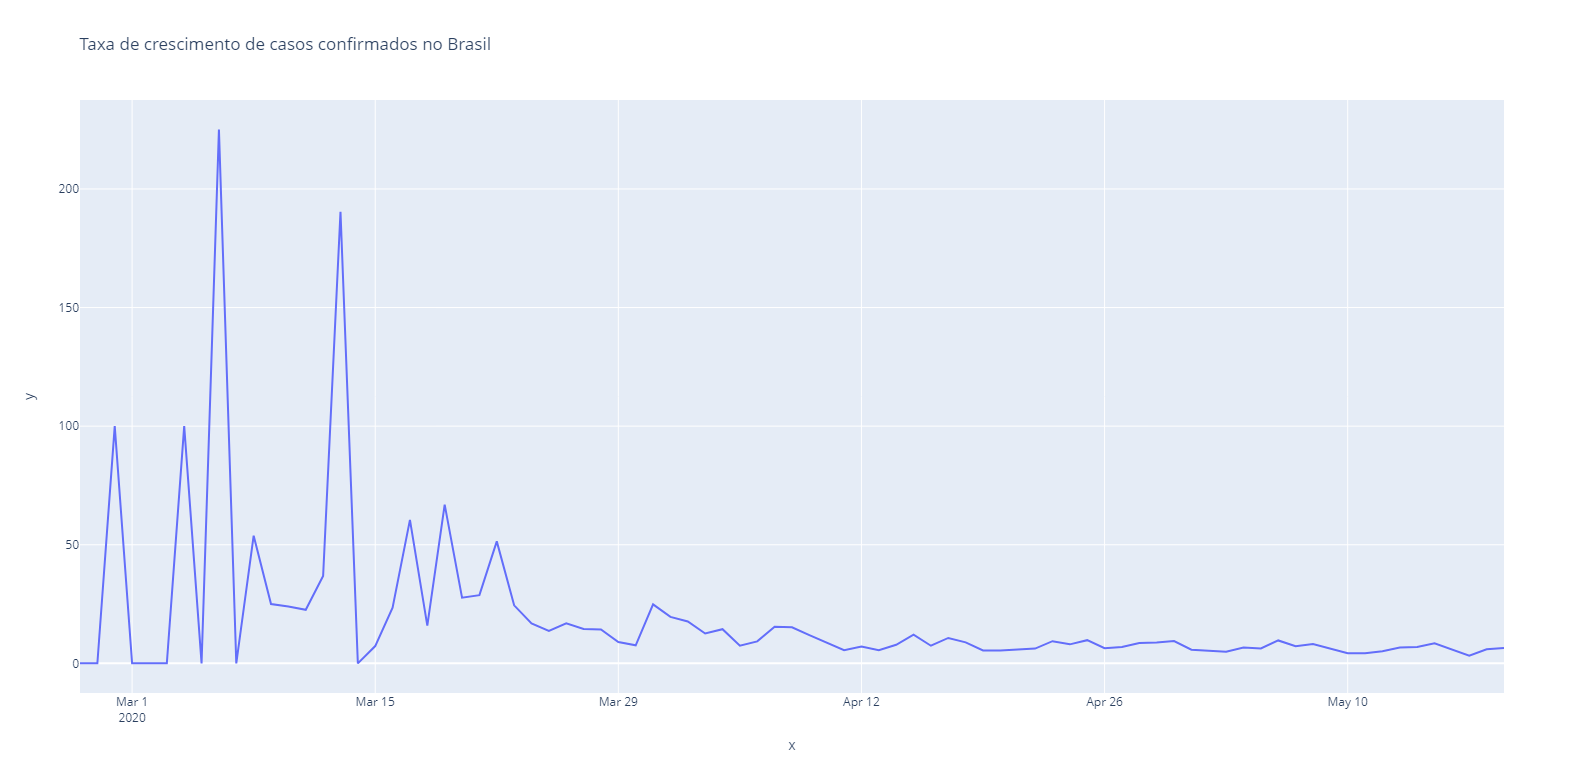 Taxa de crescimento de casos confirmados no Brasil
200
150
100
50
0
y
Mar 1
2020
Mar 15
Mar 29
Apr 12
Apr 26
May 10
x